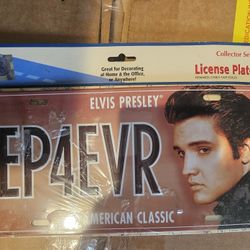 Collector Se
Great for Decorating
at Home & the Office,
or Anywhere!
License Plat
ELVIS PRESLEY
EP4EVR
AMERICAN CLASSIC